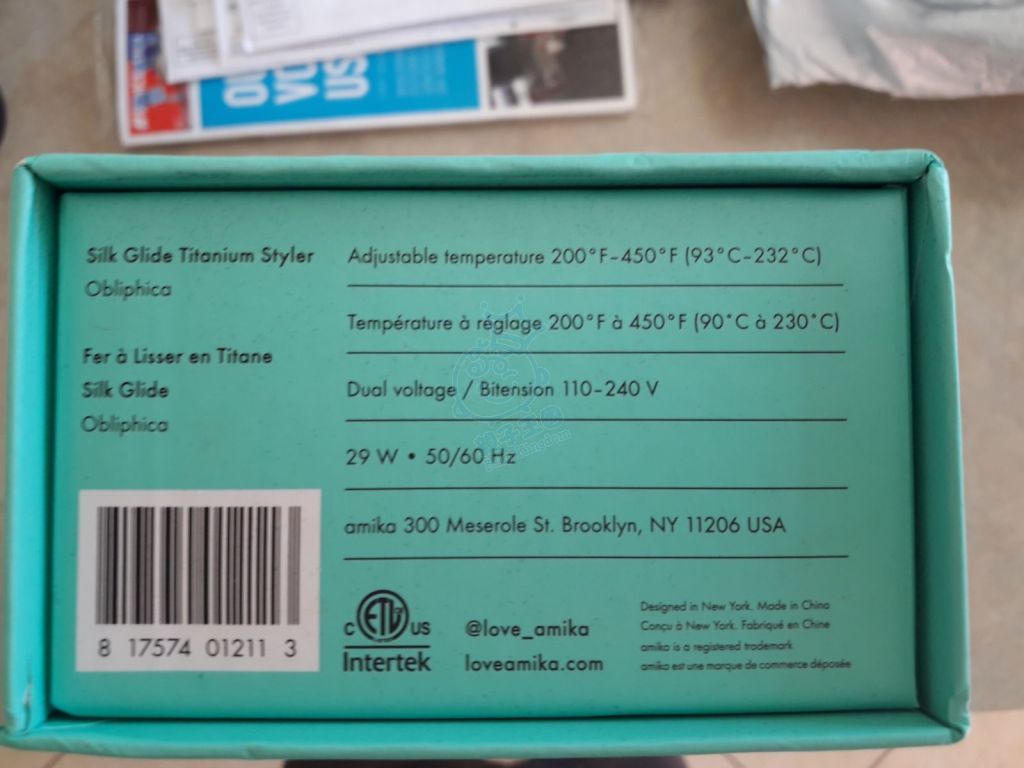 Silk Glide Titanium Styler
Obliphica
Fer à Lisser en Titane
Silk Glide
Obliphica
8 17574 01211 3
Adjustable temperature 200°F-450°F (93°C-232°C)
Température à réglage 200°F à 450°F (90°C à 230°C)
Dual voltage / Bitension 110-240 V
29 W • 50/60 Hz
amika 300 Meserole St. Brooklyn, NY 11206 USA
C ETL US
Intertek
@love_amika
loveamika.com
Designed in New York. Made in China
Conçu à New York. Fabriqué en Chine
amika is a registered trademark
amika est une marque de commerce déposée